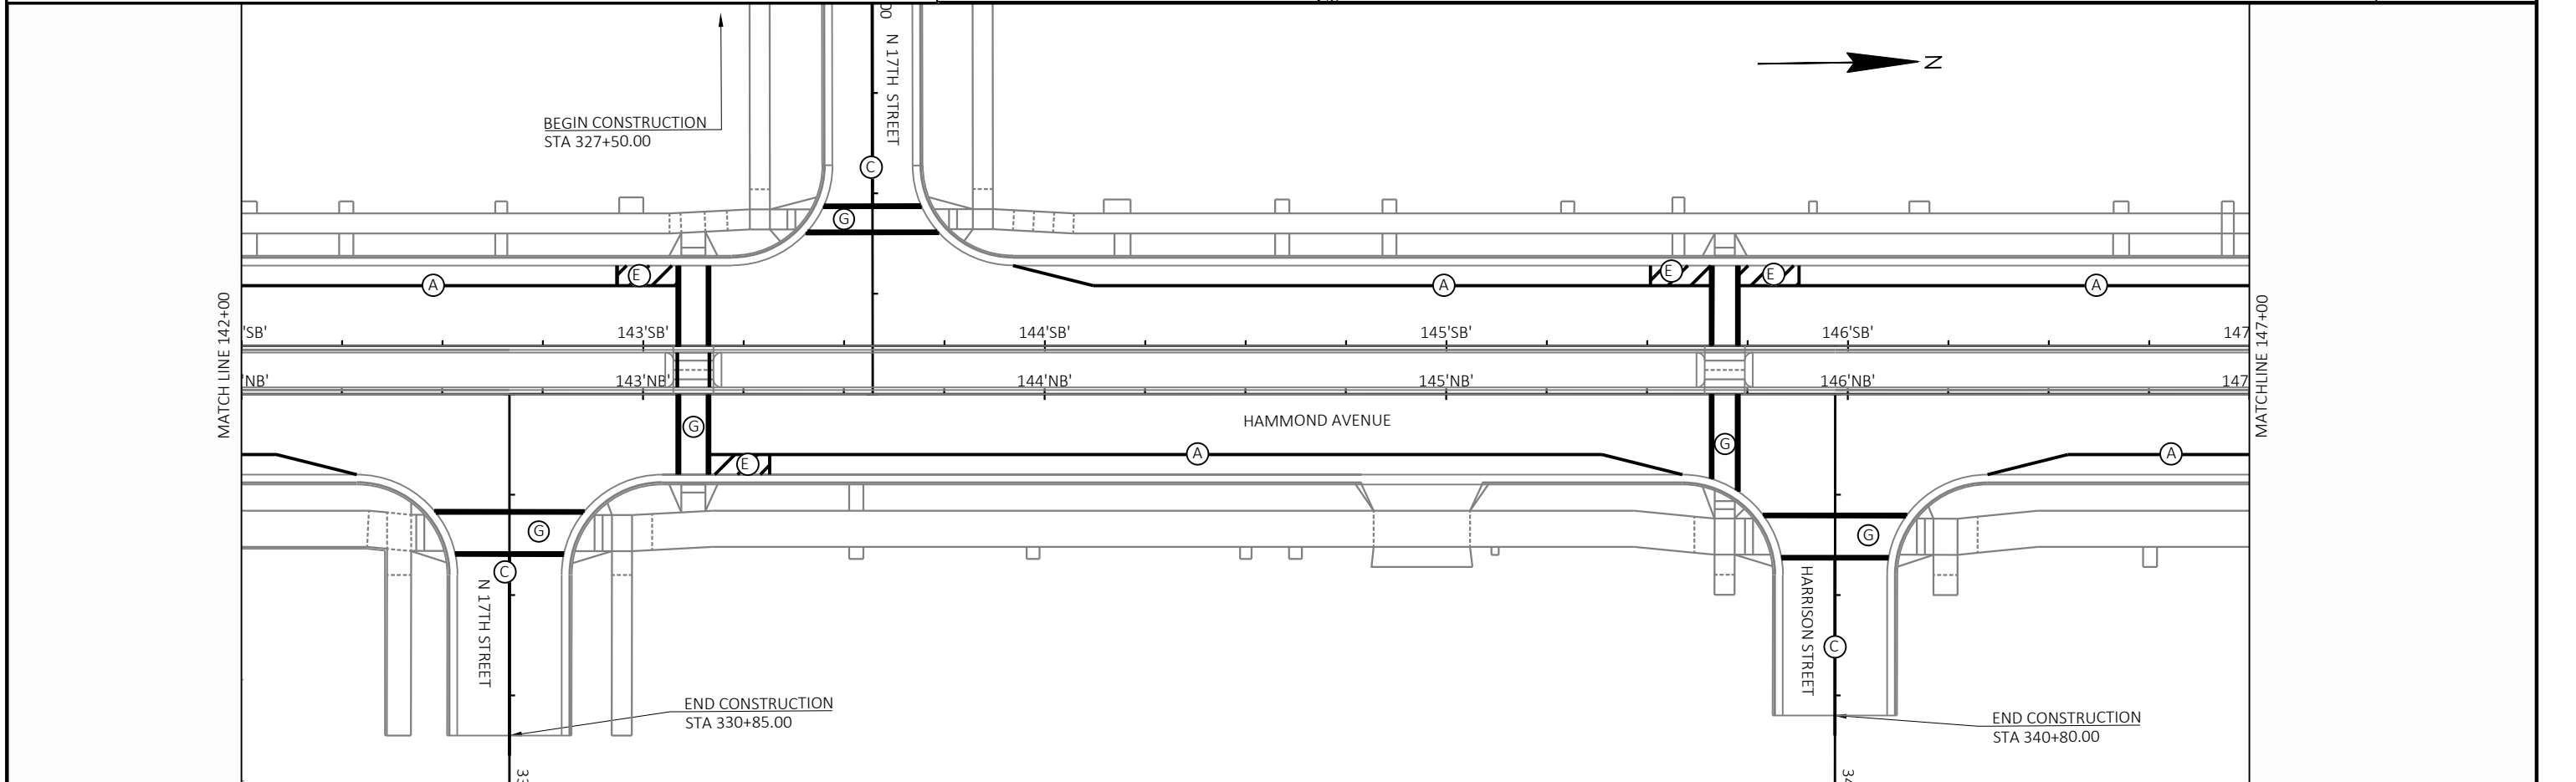 N 17TH STREET
N
BEGIN CONSTRUCTION
STA 327+50.00
C
G
E
E
E
A
A
A
MATCH LINE 142+00
MATCHLINE 147+00
'SB'
143'SB'
144'SB'
145'SB'
146'SB'
147
'NB'
143'NB'
144'NB'
145'NB'
146'NB'
147
HAMMOND AVENUE
G
G
E
A
A
G
G
C
N 17TH STREET
HARRISON STREET
C
END CONSTRUCTION
STA 330+85.00
END CONSTRUCTION
STA 340+80.00